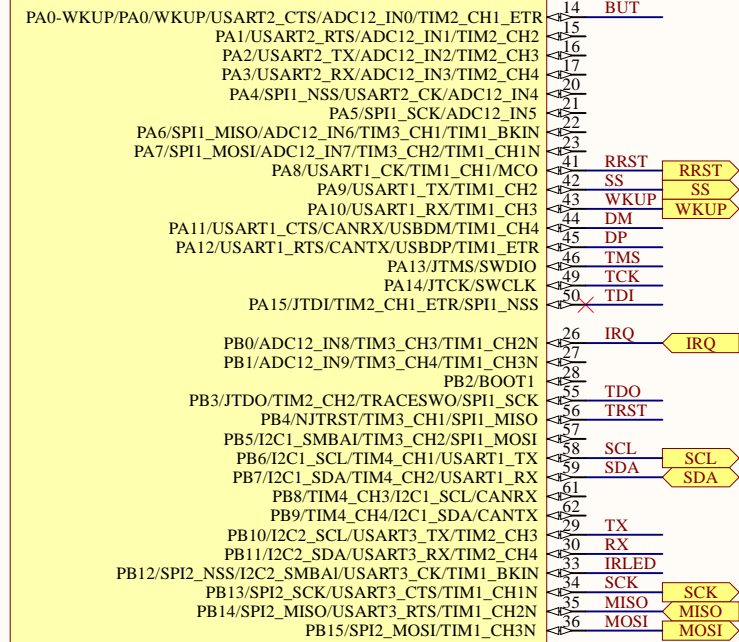 PA0-WKUP/PA0/WKUP/USART2_CTS/ADC12_IN0/TIM2_CH1_ETR 14 BUT
PA1/USART2_RTS/ADC12_IN1/TIM2_CH2 15
PA2/USART2_TX/ADC12_IN2/TIM2_CH3 16
PA3/USART2_RX/ADC12_IN3/TIM2_CH4 17
PA4/SPI1_NSS/USART2_CK/ADC12_IN4 20
PA5/SPI1_SCK/ADC12_IN5 21
PA6/SPI1_MISO/ADC12_IN6/TIM3_CH1/TIM1_BKIN 22
PA7/SPI1_MOSI/ADC12_IN7/TIM3_CH2/TIM1_CH1N 23
PA8/USART1_CK/TIM1_CH1/MCO 41 RRST RRST
PA9/USART1_TX/TIM1_CH2 42 SS SS
PA10/USART1_RX/TIM1_CH3 43 WKUP WKUP
PA11/USART1_CTS/CANRX/USBDM/TIM1_CH4 44 DM
PA12/USART1_RTS/CANTX/USBDP/TIM1_ETR 45 DP
PA13/JTMS/SWDIO 46 TMS
PA14/JTCK/SWCLK 49 TCK
PA15/JTDI/TIM2_CH1_ETR/SPI1_NSS 50 TDI
PB0/ADC12_IN8/TIM3_CH3/TIM1_CH2N 26 IRQ IRQ
PB1/ADC12_IN9/TIM3_CH4/TIM1_CH3N 27
PB2/BOOT1 28
PB3/JTDO/TIM2_CH2/TRACESWO/SPI1_SCK 55 TDO
PB4/NJTRST/TIM3_CH1/SPI1_MISO 56 TRST
PB5/I2C1_SMBAI/TIM3_CH2/SPI1_MOSI 57
PB6/I2C1_SCL/TIM4_CH1/USART1_TX 58 SCL SCL
PB7/I2C1_SDA/TIM4_CH2/USART1_RX 59 SDA SDA
PB8/TIM4_CH3/I2C1_SCL/CANRX 61
PB9/TIM4_CH4/I2C1_SDA/CANTX 62
PB10/I2C2_SCL/USART3_TX/TIM2_CH3 29 TX
PB11/I2C2_SDA/USART3_RX/TIM2_CH4 30 RX
PB12/SPI2_NSS/I2C2_SMBAI/USART3_CK/TIM1_BKIN 33 IRLED
PB13/SPI2_SCK/USART3_CTS/TIM1_CH1N 34 SCK SCK
PB14/SPI2_MISO/USART3_RTS/TIM1_CH2N 35 MISO MISO
PB15/SPI2_MOSI/TIM1_CH3N 36 MOSI MOSI